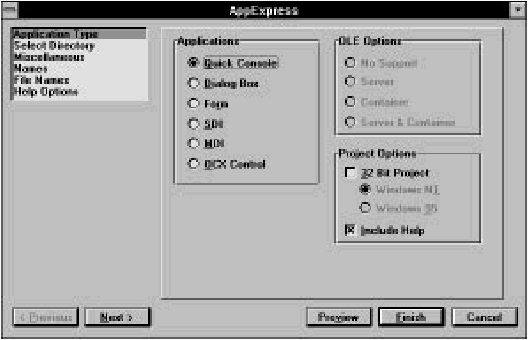 AppExpress
Application Type
Select Directory
Miscellaneous
Names
File Names
Help Options
Applications
Quick Console
Dialog Box
Form
SDI
MDI
OCX Control
OLE Options
No Support
Server
Container
Server & Container
Project Options
32 Bit Project
Windows NT
Windows 95
Include Help
< Previous
Next >
Preview
Finish
Cancel